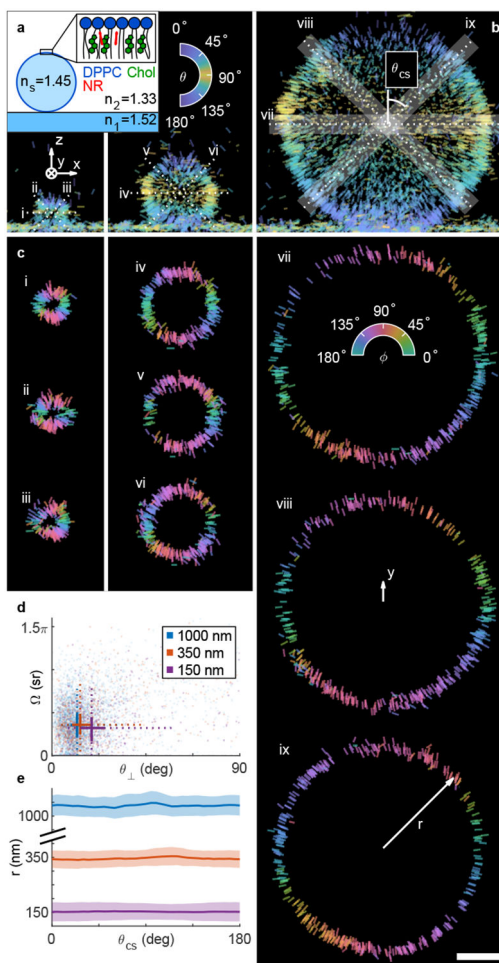 a
n_s=1.45
DPPC Chol
NR
n_2=1.33
n_1=1.52
0°
45°
θ
90°
135°
180°
b
viii
ix
θ_cs
vii
z
y
x
ii
iii
i
v
vi
iv
c
i
ii
iii
iv
v
vi
vii
90°
135°
45°
180°
ϕ
0°
viii
y
ix
r
d
1.5π
Ω (sr)
0
1000 nm
350 nm
150 nm
0
θ⊥ (deg)
90
e
r (nm)
1000
350
150
0
θ_cs (deg)
180